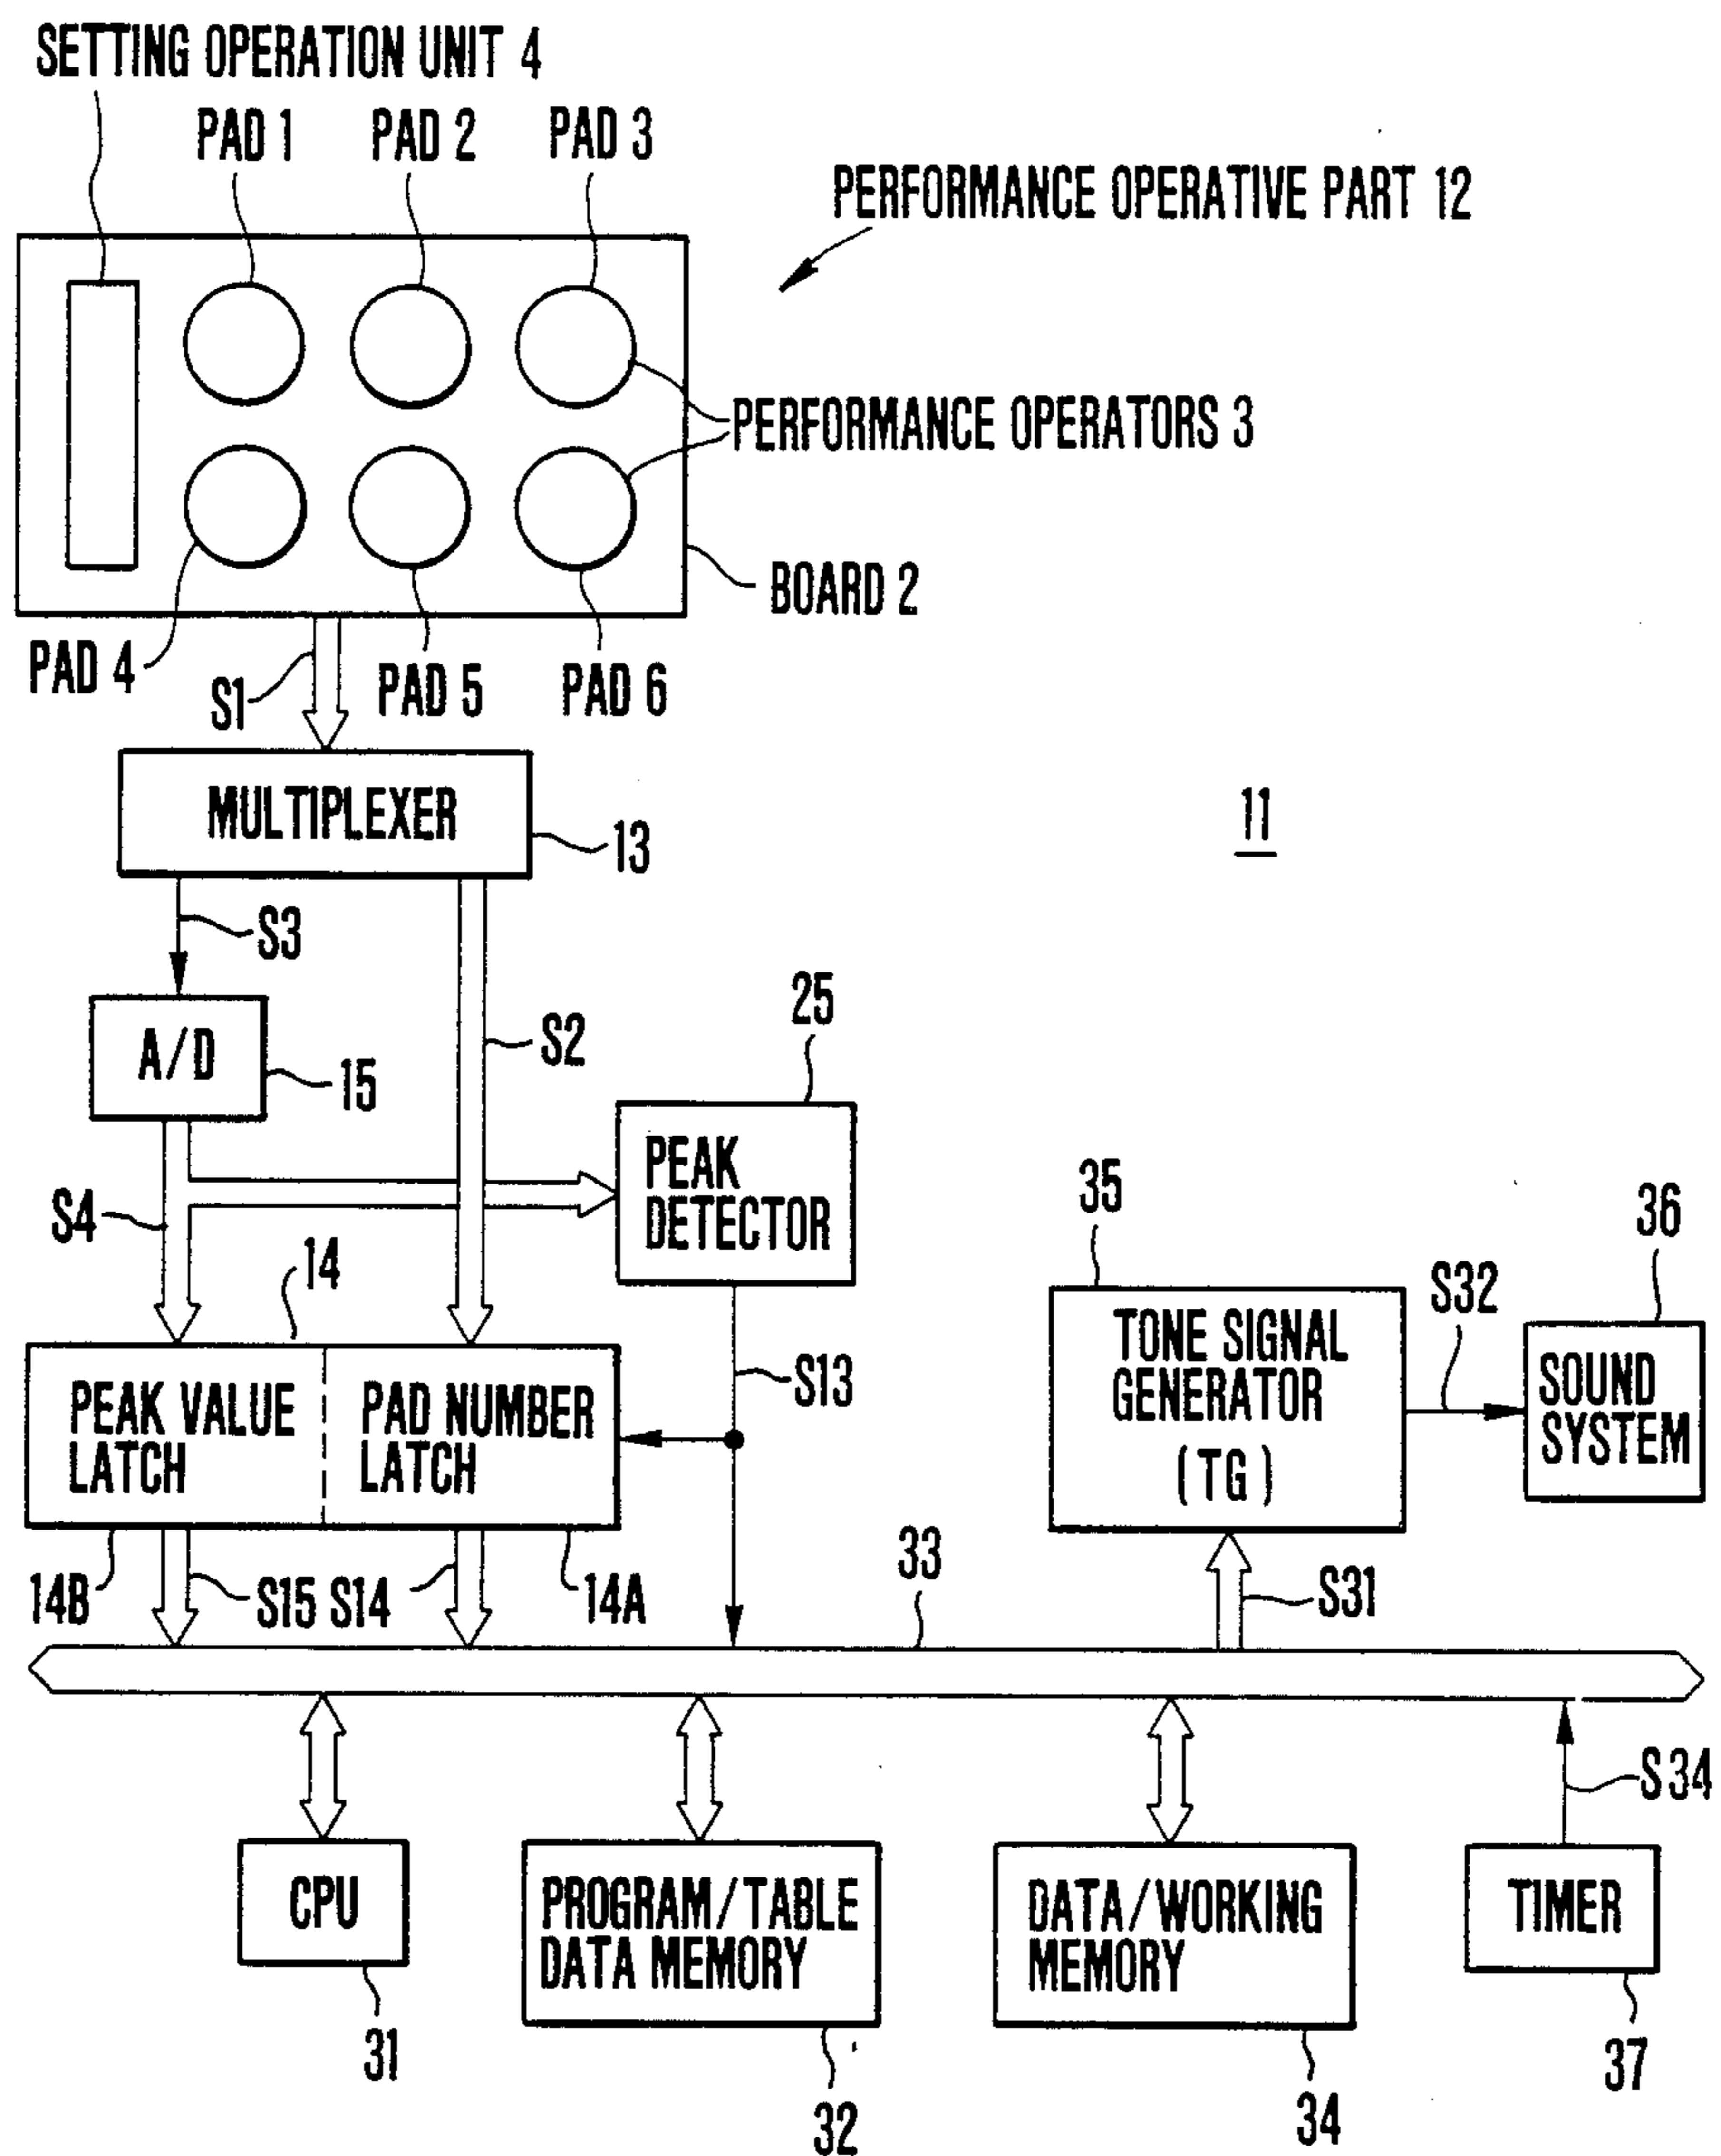 SETTING OPERATION UNIT 4
PAD 1
PAD 2
PAD 3
PERFORMANCE OPERATIVE PART 12
PERFORMANCE OPERATORS 3
BOARD 2
PAD 4
S1
PAD 5
PAD 6
MULTIPLEXER
13
11
S3
A/D
15
S2
25
PEAK
DETECTOR
S4
14
35
36
S32
TONE SIGNAL
GENERATOR
(TG)
SOUND
SYSTEM
S13
PEAK VALUE
LATCH
PAD NUMBER
LATCH
14B
S15
S14
14A
33
S31
S34
CPU
PROGRAM/TABLE
DATA MEMORY
DATA/WORKING
MEMORY
TIMER
31
32
34
37